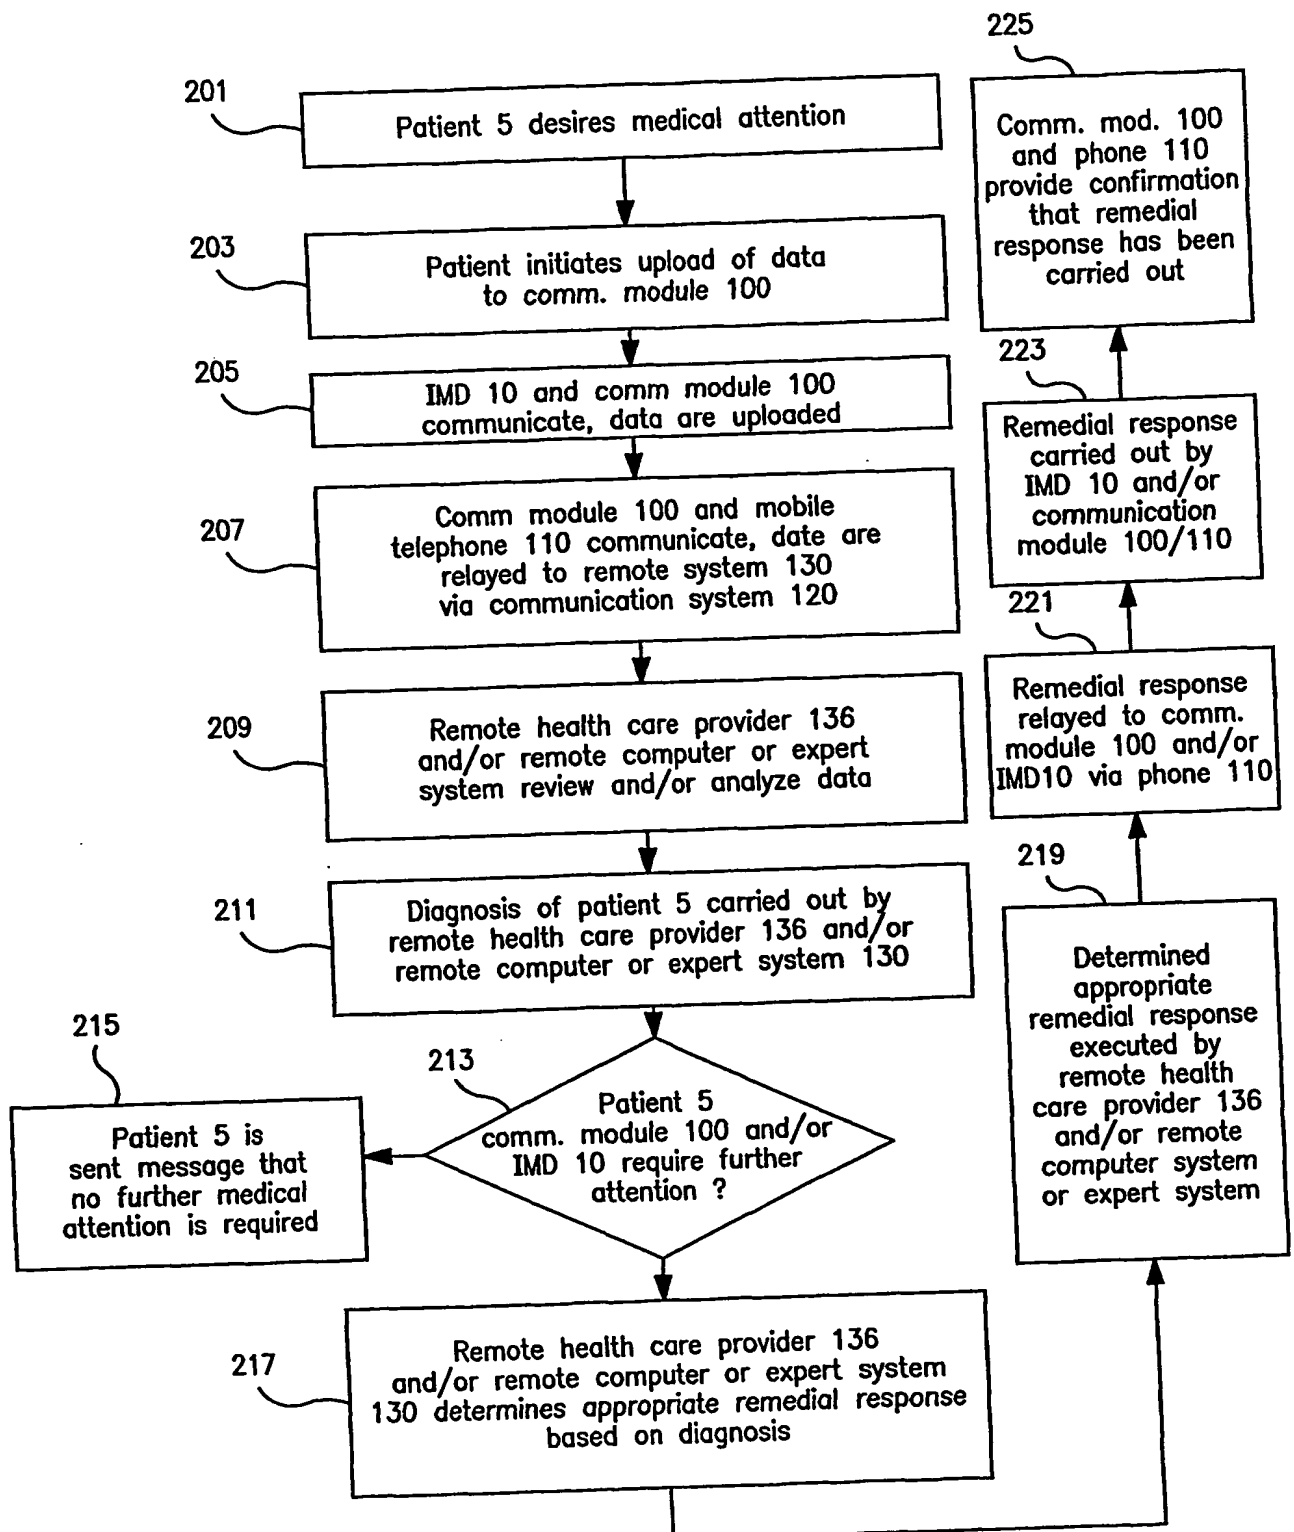 201
Patient 5 desires medical attention
203
Patient initiates upload of data
to comm. module 100
205
IMD 10 and comm module 100
communicate, data are uploaded
207
Comm module 100 and mobile
telephone 110 communicate, date are
relayed to remote system 130
via communication system 120
209
Remote health care provider 136
and/or remote computer or expert
system review and/or analyze data
211
Diagnosis of patient 5 carried out by
remote health care provider 136 and/or
remote computer or expert system 130
213
Patient 5
comm. module 100 and/or
IMD 10 require further
attention ?
215
Patient 5 is
sent message that
no further medical
attention is required
217
Remote health care provider 136
and/or remote computer or expert system
130 determines appropriate remedial response
based on diagnosis
219
Determined
appropriate
remedial response
executed by
remote health
care provider 136
and/or remote
computer system
or expert system
221
Remedial response
relayed to comm.
module 100 and/or
IMD10 via phone 110
223
Remedial response
carried out by
IMD 10 and/or
communication
module 100/110
225
Comm. mod. 100
and phone 110
provide confirmation
that remedial
response has been
carried out